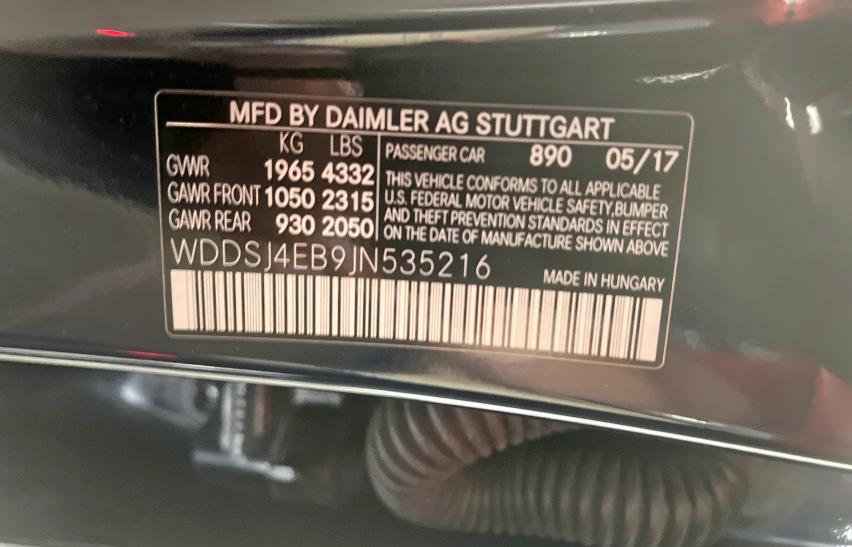 MFD BY DAIMLER AG STUTTGART
KG LBS
GVWR 1965 4332
GAWR FRONT 1050 2315
GAWR REAR 930 2050
PASSENGER CAR 890 05/17
THIS VEHICLE CONFORMS TO ALL APPLICABLE
U.S. FEDERAL MOTOR VEHICLE SAFETY,BUMPER
AND THEFT PREVENTION STANDARDS IN EFFECT
ON THE DATE OF MANUFACTURE SHOWN ABOVE
WDDSJ4EB9JN535216
MADE IN HUNGARY